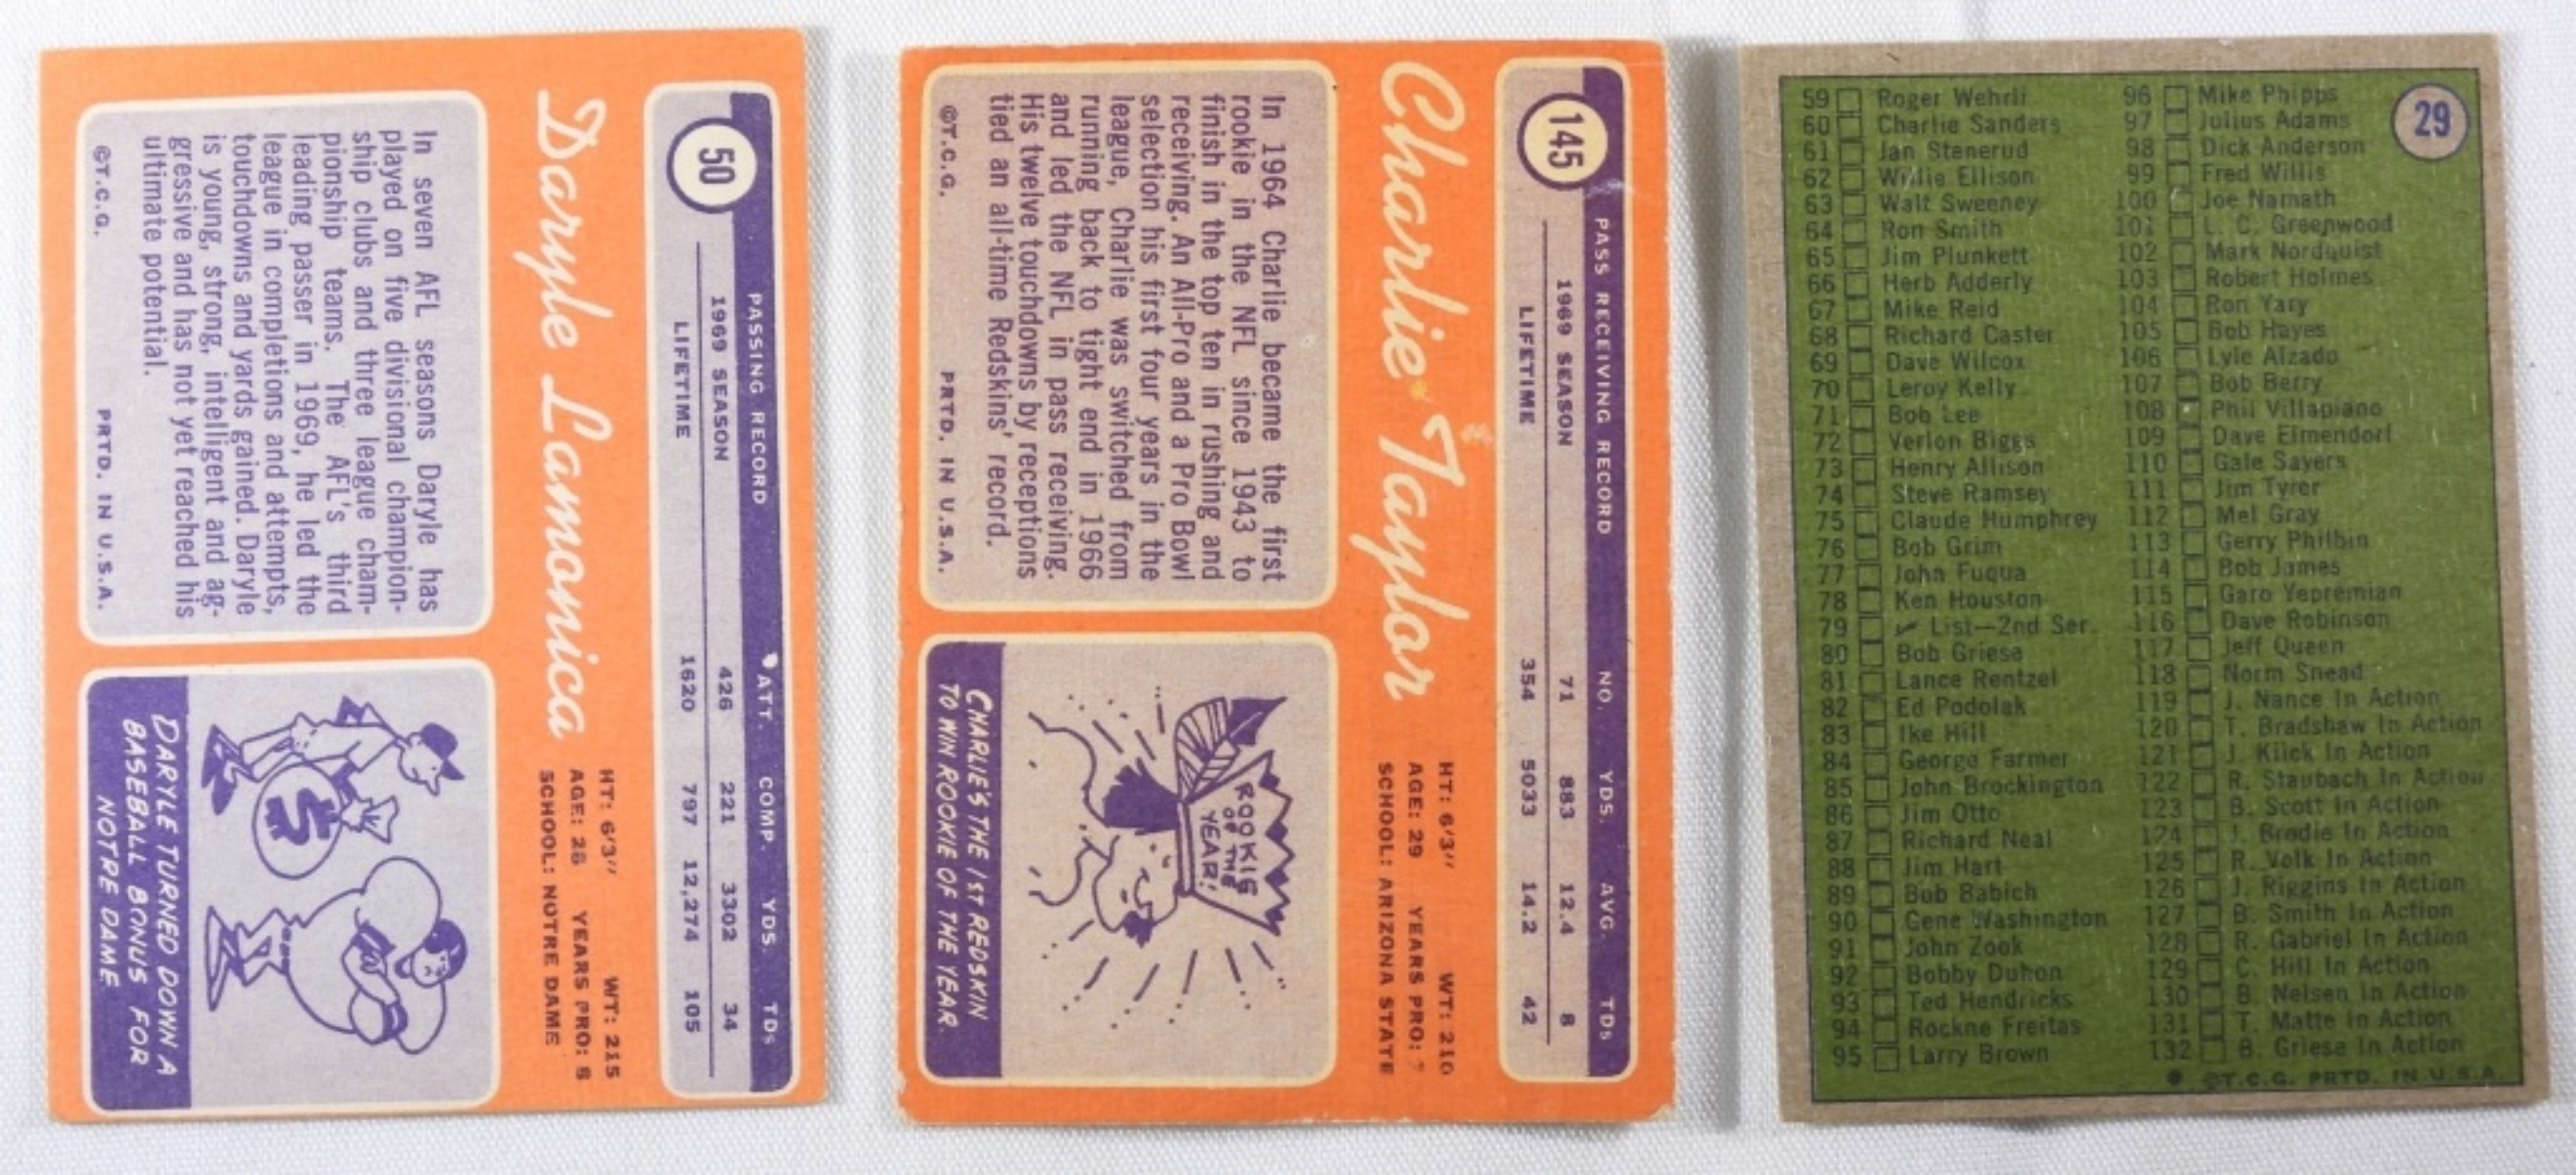 50
PASSING RECORD ATT. COMP. YDS. TDs
1969 SEASON 426 221 3302 34
LIFETIME 1620 797 12,274 105
Daryle Lamonica
HT: 6'3" WT: 215
AGE: 28 YEARS PRO: 8
SCHOOL: NOTRE DAME
In seven AFL seasons Daryle has
played on five divisional champion-
ship clubs and three league cham-
pionship teams. The AFL's third
leading passer in 1969, he led the
league in completions and attempts,
touchdowns and yards gained. Daryle
is young, strong, intelligent and ag-
gressive and has not yet reached his
ultimate potential.
©T.C.G. PRTD. IN U.S.A.
$
DARYLE TURNED DOWN A
BASEBALL BONUS FOR
NOTRE DAME
145
PASS RECEIVING RECORD NO. YDS. AVG. TDs
1969 SEASON 71 883 12.4 8
LIFETIME 354 5033 14.2 42
Charlie Taylor
HT: 6'3" WT: 210
AGE: 29 YEARS PRO: 7
SCHOOL: ARIZONA STATE
In 1964 Charlie became the first
rookie in the NFL since 1943 to
finish in the top ten in rushing and
receiving. An All-Pro and a Pro Bowl
selection his first four years in the
league, Charlie was switched from
running back to tight end in 1966
and led the NFL in pass receiving.
His twelve touchdowns by receptions
tied an all-time Redskins' record.
©T.C.G. PRTD. IN U.S.A.
ROOKIE
OF THE
YEAR!
CHARLIE'S THE 1ST REDSKIN
TO WIN ROOKIE OF THE YEAR.
29
59 Roger Wehrli
60 Charlie Sanders
61 Jan Stenerud
62 Willie Ellison
63 Walt Sweeney
64 Ron Smith
65 Jim Plunkett
66 Herb Adderly
67 Mike Reid
68 Richard Caster
69 Dave Wilcox
70 Leroy Kelly
71 Bob Lee
72 Verlon Biggs
73 Henry Allison
74 Steve Ramsey
75 Claude Humphrey
76 Bob Grim
77 John Fuqua
78 Ken Houston
79 ✓ List—2nd Ser.
80 Bob Griese
81 Lance Rentzel
82 Ed Podolak
83 Ike Hill
84 George Farmer
85 John Brockington
86 Jim Otto
87 Richard Neal
88 Jim Hart
89 Bob Babich
90 Gene Washington
91 John Zook
92 Bobby Duhon
93 Ted Hendricks
94 Rockne Freitas
95 Larry Brown
96 Mike Phipps
97 Julius Adams
98 Dick Anderson
99 Fred Willis
100 Joe Namath
101 L. C. Greenwood
102 Mark Nordquist
103 Robert Holmes
104 Ron Yary
105 Bob Hayes
106 Lyle Alzado
107 Bob Berry
108 Phil Villapiano
109 Dave Elmendorf
110 Gale Sayers
111 Jim Tyrer
112 Mel Gray
113 Gerry Philbin
114 Bob James
115 Garo Yepremian
116 Dave Robinson
117 Jeff Queen
118 Norm Snead
119 J. Nance In Action
120 T. Bradshaw In Action
121 J. Kiick In Action
122 R. Staubach In Action
123 B. Scott In Action
124 J. Brodie In Action
125 R. Volk In Action
126 J. Riggins In Action
127 B. Smith In Action
128 R. Gabriel In Action
129 C. Hill In Action
130 B. Nelsen In Action
131 T. Matte In Action
132 B. Griese In Action
©T.C.G. PRTD. IN U.S.A.